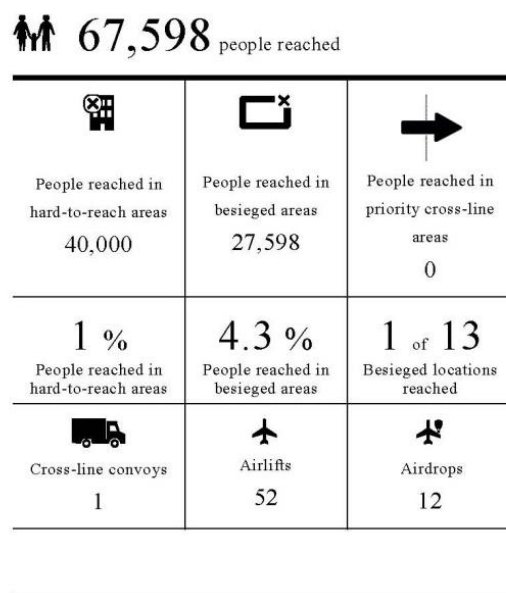 67,598 people reached
People reached in
hard-to-reach areas
40,000
People reached in
besieged areas
27,598
People reached in
priority cross-line
areas
0
1 %
People reached in
hard-to-reach areas
4.3 %
People reached in
besieged areas
1 of 13
Besieged locations
reached
Cross-line convoys
1
Airlifts
52
Airdrops
12